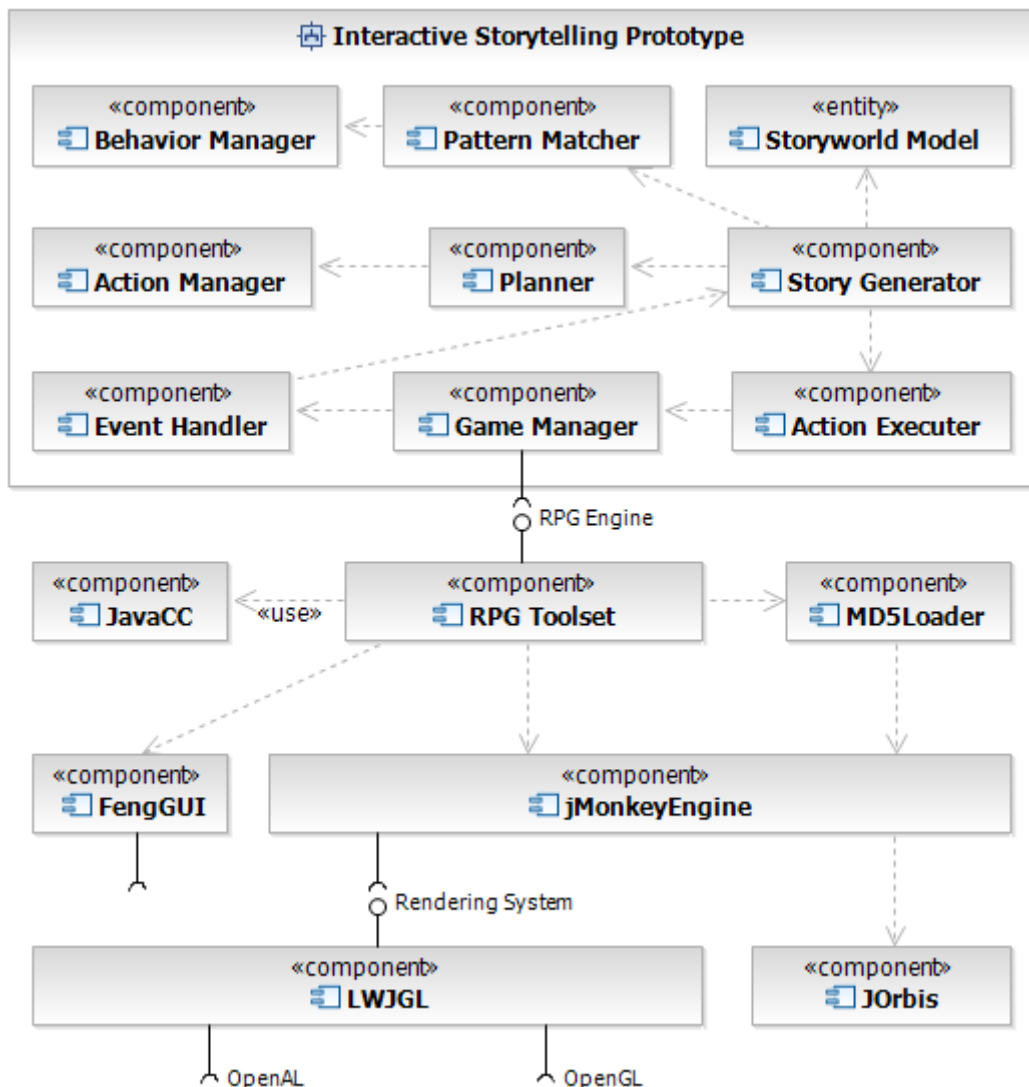 Interactive Storytelling Prototype
«component»
Behavior Manager
«component»
Pattern Matcher
«entity»
Storyworld Model
«component»
Action Manager
«component»
Planner
«component»
Story Generator
«component»
Event Handler
«component»
Game Manager
«component»
Action Executer
RPG Engine
«component»
JavaCC
«use»
«component»
RPG Toolset
«component»
MD5Loader
«component»
FengGUI
«component»
jMonkeyEngine
Rendering System
«component»
LWJGL
«component»
JOrbis
OpenAL
OpenGL